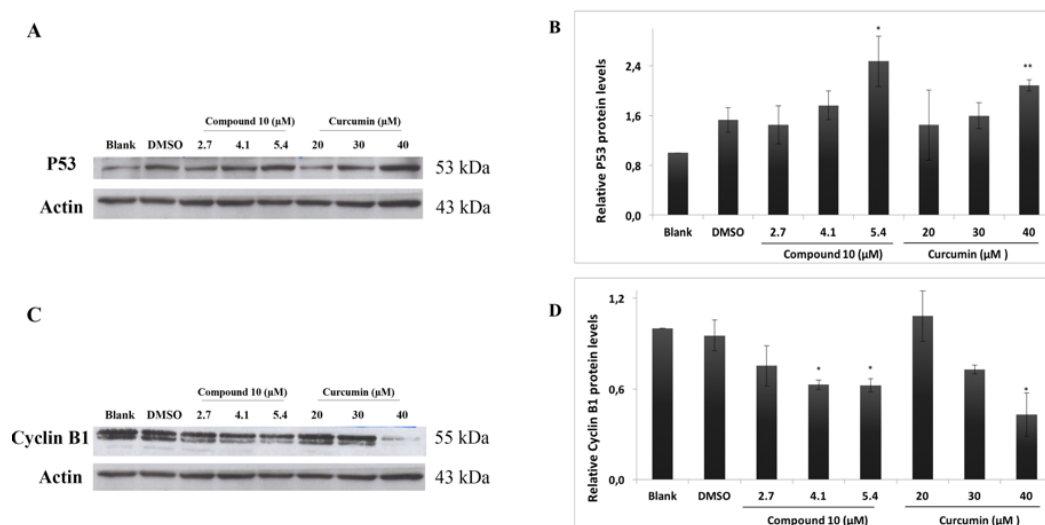 A
Compound 10 (µM) Curcumin (µM)
Blank DMSO 2.7 4.1 5.4 20 30 40
P53 53 kDa
Actin 43 kDa
B
Relative P53 protein levels
2,4
1,6
0,8
0,0
*
**
Blank DMSO 2.7 4.1 5.4 20 30 40
Compound 10 (µM) Curcumin (µM )
C
Compound 10 (µM) Curcumin (µM)
Blank DMSO 2.7 4.1 5.4 20 30 40
Cyclin B1 55 kDa
Actin 43 kDa
D
Relative Cyclin B1 protein levels
1,2
0,6
0,0
* *
*
Blank DMSO 2.7 4.1 5.4 20 30 40
Compound 10 (µM) Curcumin (µM )